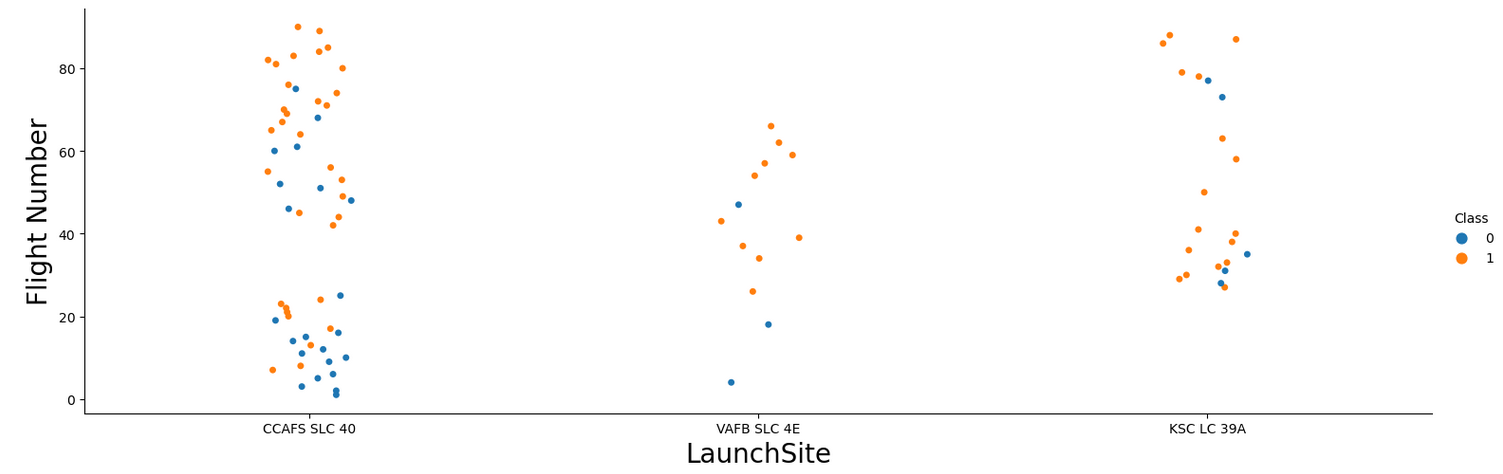 Flight Number
80
60
40
20
0
CCAFS SLC 40
VAFB SLC 4E
KSC LC 39A
LaunchSite
Class
0
1